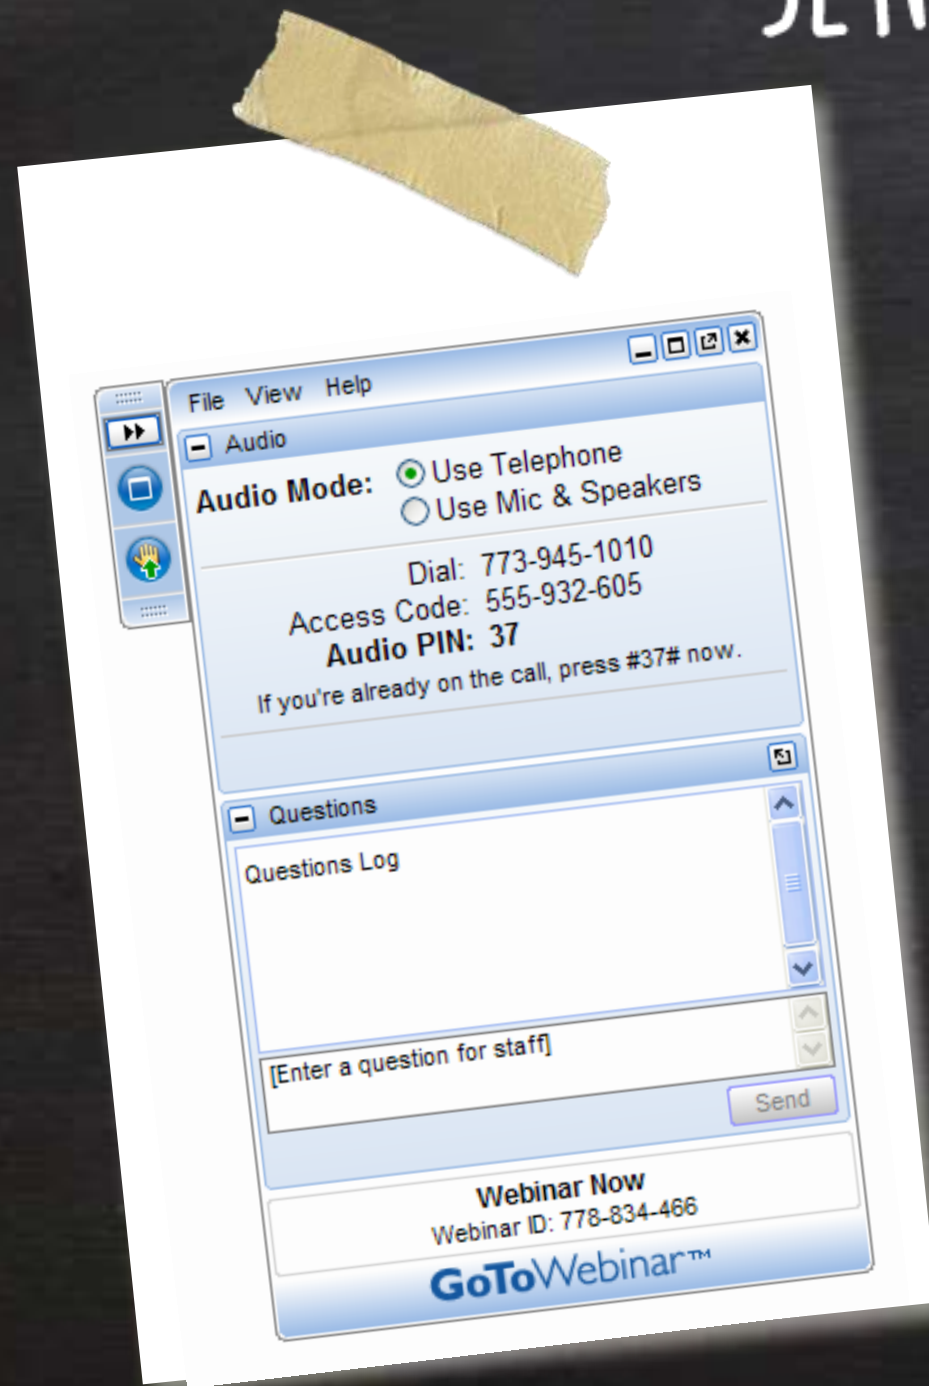 File View Help
Audio
Audio Mode: Use Telephone
Use Mic & Speakers
Dial: 773-945-1010
Access Code: 555-932-605
Audio PIN: 37
If you're already on the call, press #37# now.
Questions
Questions Log
[Enter a question for staff]
Send
Webinar Now
Webinar ID: 778-834-466
GoToWebinar™